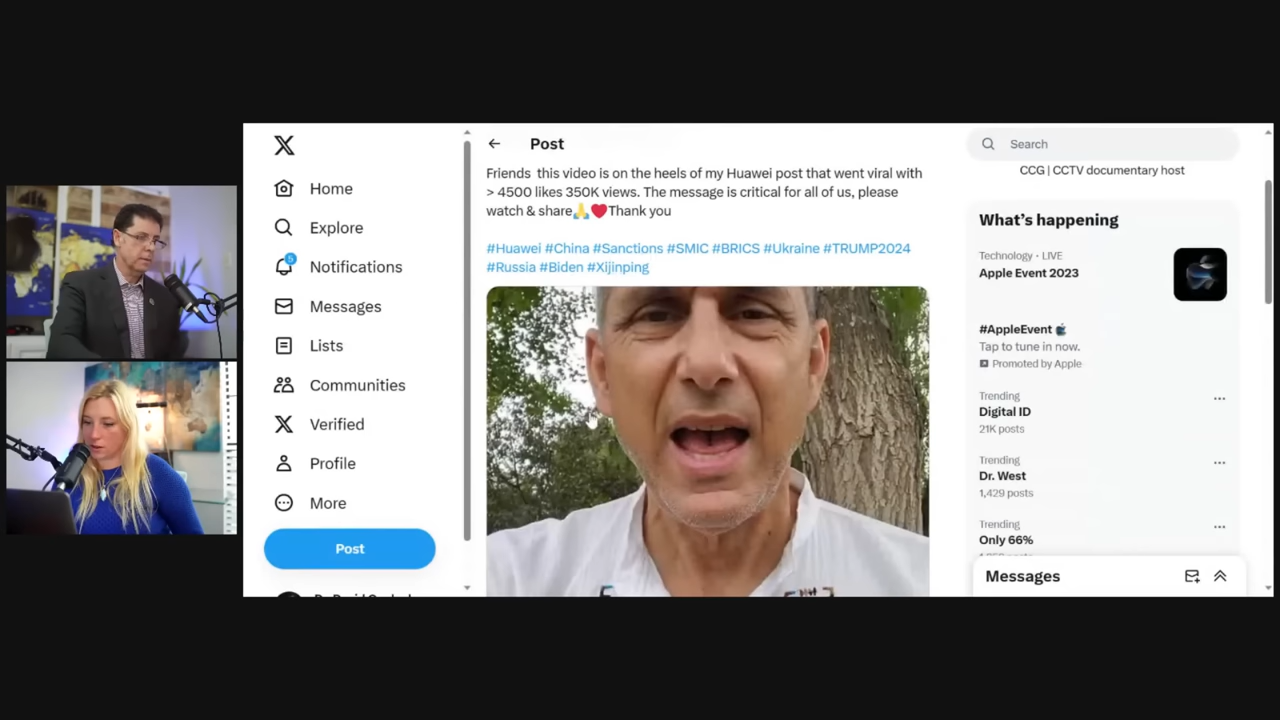 Post
Search
Friends this video is on the heels of my Huawei post that went viral with
> 4500 likes 350K views. The message is critical for all of us, please
watch & share🙏❤️Thank you
#Huawei #China #Sanctions #SMIC #BRICS #Ukraine #TRUMP2024
#Russia #Biden #Xijinping
Home
Explore
5
Notifications
Messages
Lists
Communities
Verified
Profile
More
Post
CCG | CCTV documentary host
What's happening
Technology · LIVE
Apple Event 2023
#AppleEvent
Tap to tune in now.
Promoted by Apple
Trending
Digital ID
21K posts
Trending
Dr. West
1,429 posts
Trending
Only 66%
Messages